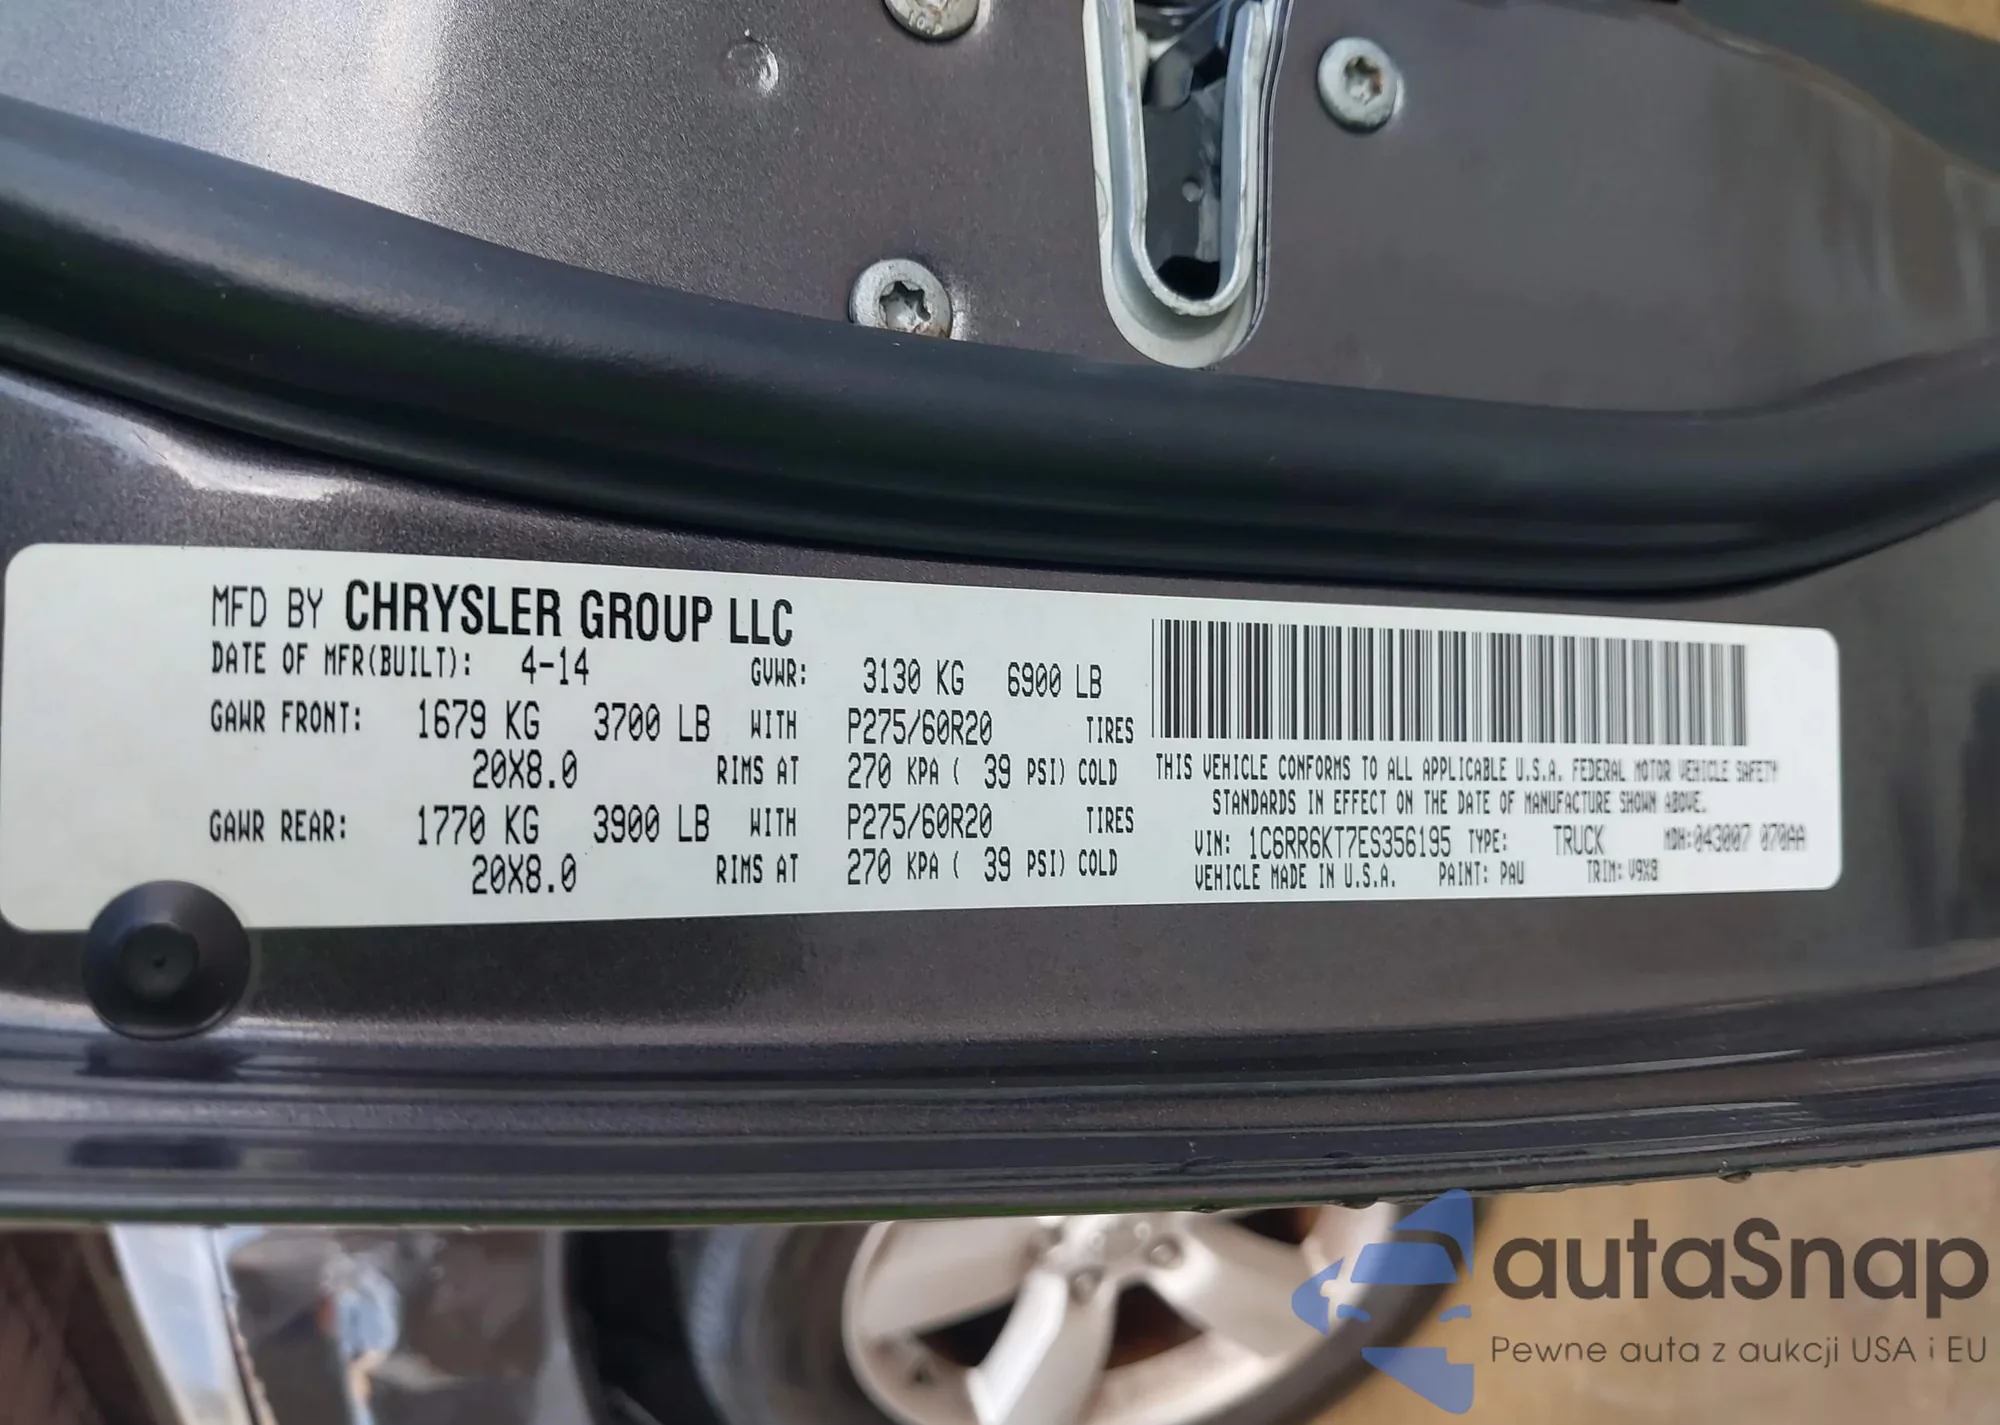 MFD BY CHRYSLER GROUP LLC
DATE OF MFR(BUILT): 4-14 GVWR: 3130 KG 6900 LB
GAWR FRONT: 1679 KG 3700 LB WITH P275/60R20 TIRES
20X8.0 RIMS AT 270 KPA ( 39 PSI) COLD
GAWR REAR: 1770 KG 3900 LB WITH P275/60R20 TIRES
20X8.0 RIMS AT 270 KPA ( 39 PSI) COLD
THIS VEHICLE CONFORMS TO ALL APPLICABLE U.S.A. FEDERAL MOTOR VEHICLE SAFETY
STANDARDS IN EFFECT ON THE DATE OF MANUFACTURE SHOWN ABOVE.
VIN: 1C6RR6KT7ES356195 TYPE: TRUCK MDH:043007 070AA
VEHICLE MADE IN U.S.A. PAINT: PAU TRIM: V9X8
autaSnap
Pewne auta z aukcji USA i EU